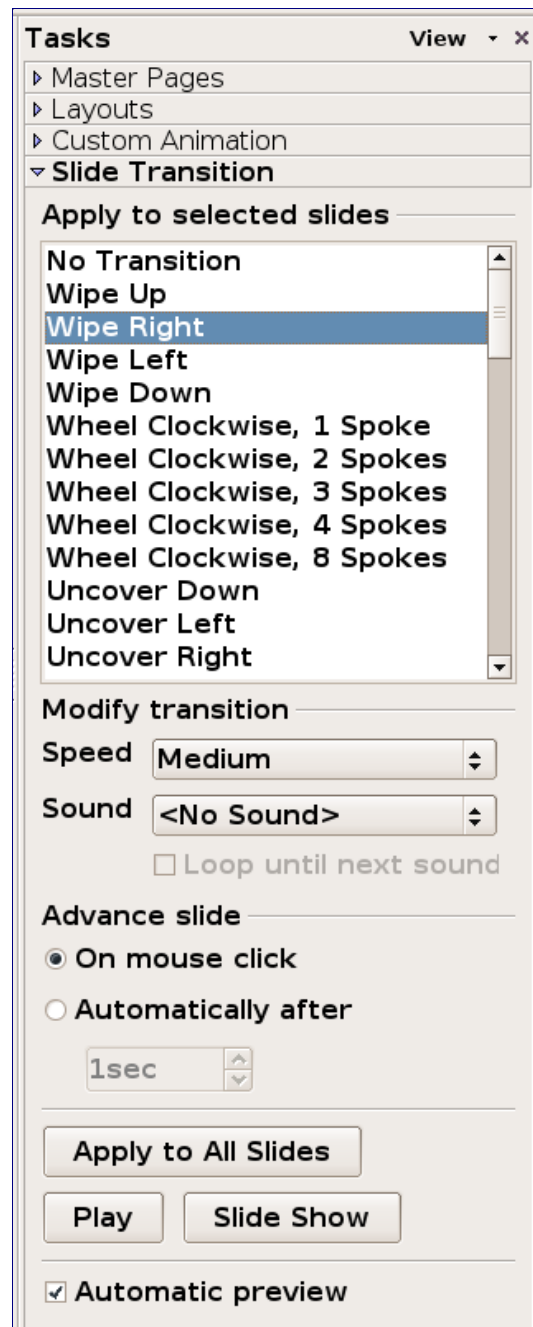 Tasks View
Master Pages
Layouts
Custom Animation
Slide Transition
Apply to selected slides
No Transition
Wipe Up
Wipe Right
Wipe Left
Wipe Down
Wheel Clockwise, 1 Spoke
Wheel Clockwise, 2 Spokes
Wheel Clockwise, 3 Spokes
Wheel Clockwise, 4 Spokes
Wheel Clockwise, 8 Spokes
Uncover Down
Uncover Left
Uncover Right
Modify transition
Speed Medium
Sound <No Sound>
Loop until next sound
Advance slide
On mouse click
Automatically after
1sec
Apply to All Slides
Play Slide Show
Automatic preview